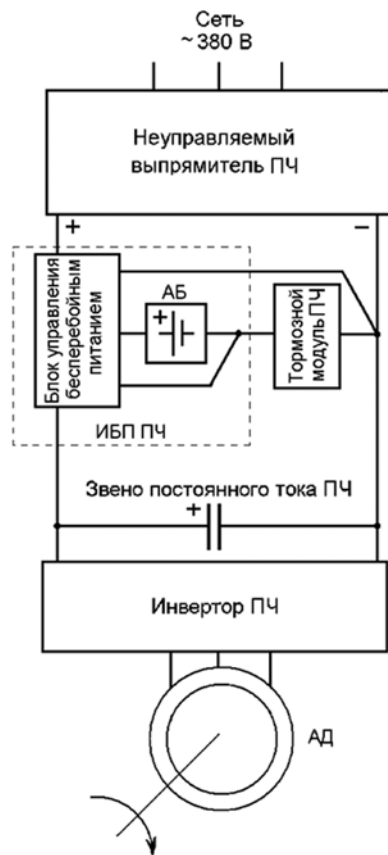 Сеть
~ 380 В
Неуправляемый
выпрямитель ПЧ
+
−
Блок управления
бесперебойным
питанием
АБ
+
Тормозной
модуль ПЧ
ИБП ПЧ
Звено постоянного тока ПЧ
+
Инвертор ПЧ
АД